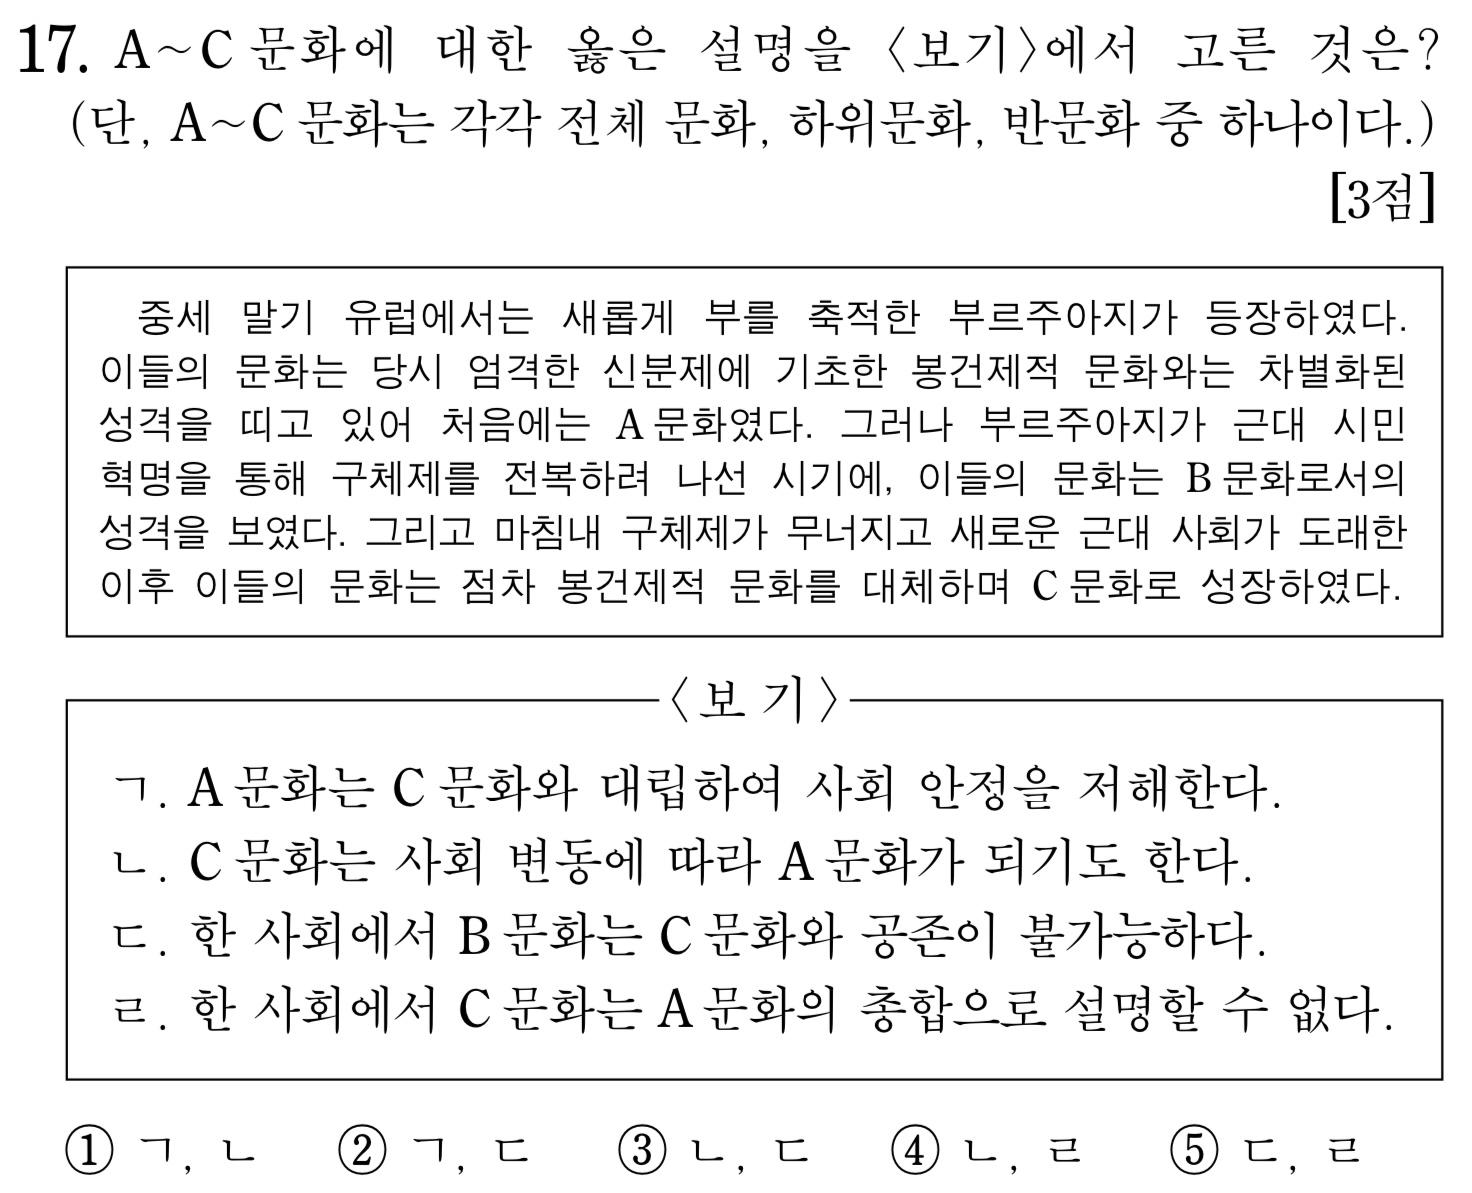 17. A～C 문화에 대한 옳은 설명을 〈보기〉에서 고른 것은?
(단, A～C 문화는 각각 전체 문화, 하위문화, 반문화 중 하나이다.)
[3점]
중세 말기 유럽에서는 새롭게 부를 축적한 부르주아지가 등장하였다.
이들의 문화는 당시 엄격한 신분제에 기초한 봉건제적 문화와는 차별화된
성격을 띠고 있어 처음에는 A 문화였다. 그러나 부르주아지가 근대 시민
혁명을 통해 구체제를 전복하려 나선 시기에, 이들의 문화는 B 문화로서의
성격을 보였다. 그리고 마침내 구체제가 무너지고 새로운 근대 사회가 도래한
이후 이들의 문화는 점차 봉건제적 문화를 대체하며 C 문화로 성장하였다.
〈보 기〉
ㄱ. A 문화는 C 문화와 대립하여 사회 안정을 저해한다.
ㄴ. C 문화는 사회 변동에 따라 A 문화가 되기도 한다.
ㄷ. 한 사회에서 B 문화는 C 문화와 공존이 불가능하다.
ㄹ. 한 사회에서 C 문화는 A 문화의 총합으로 설명할 수 없다.
① ㄱ, ㄴ ② ㄱ, ㄷ ③ ㄴ, ㄷ ④ ㄴ, ㄹ ⑤ ㄷ, ㄹ